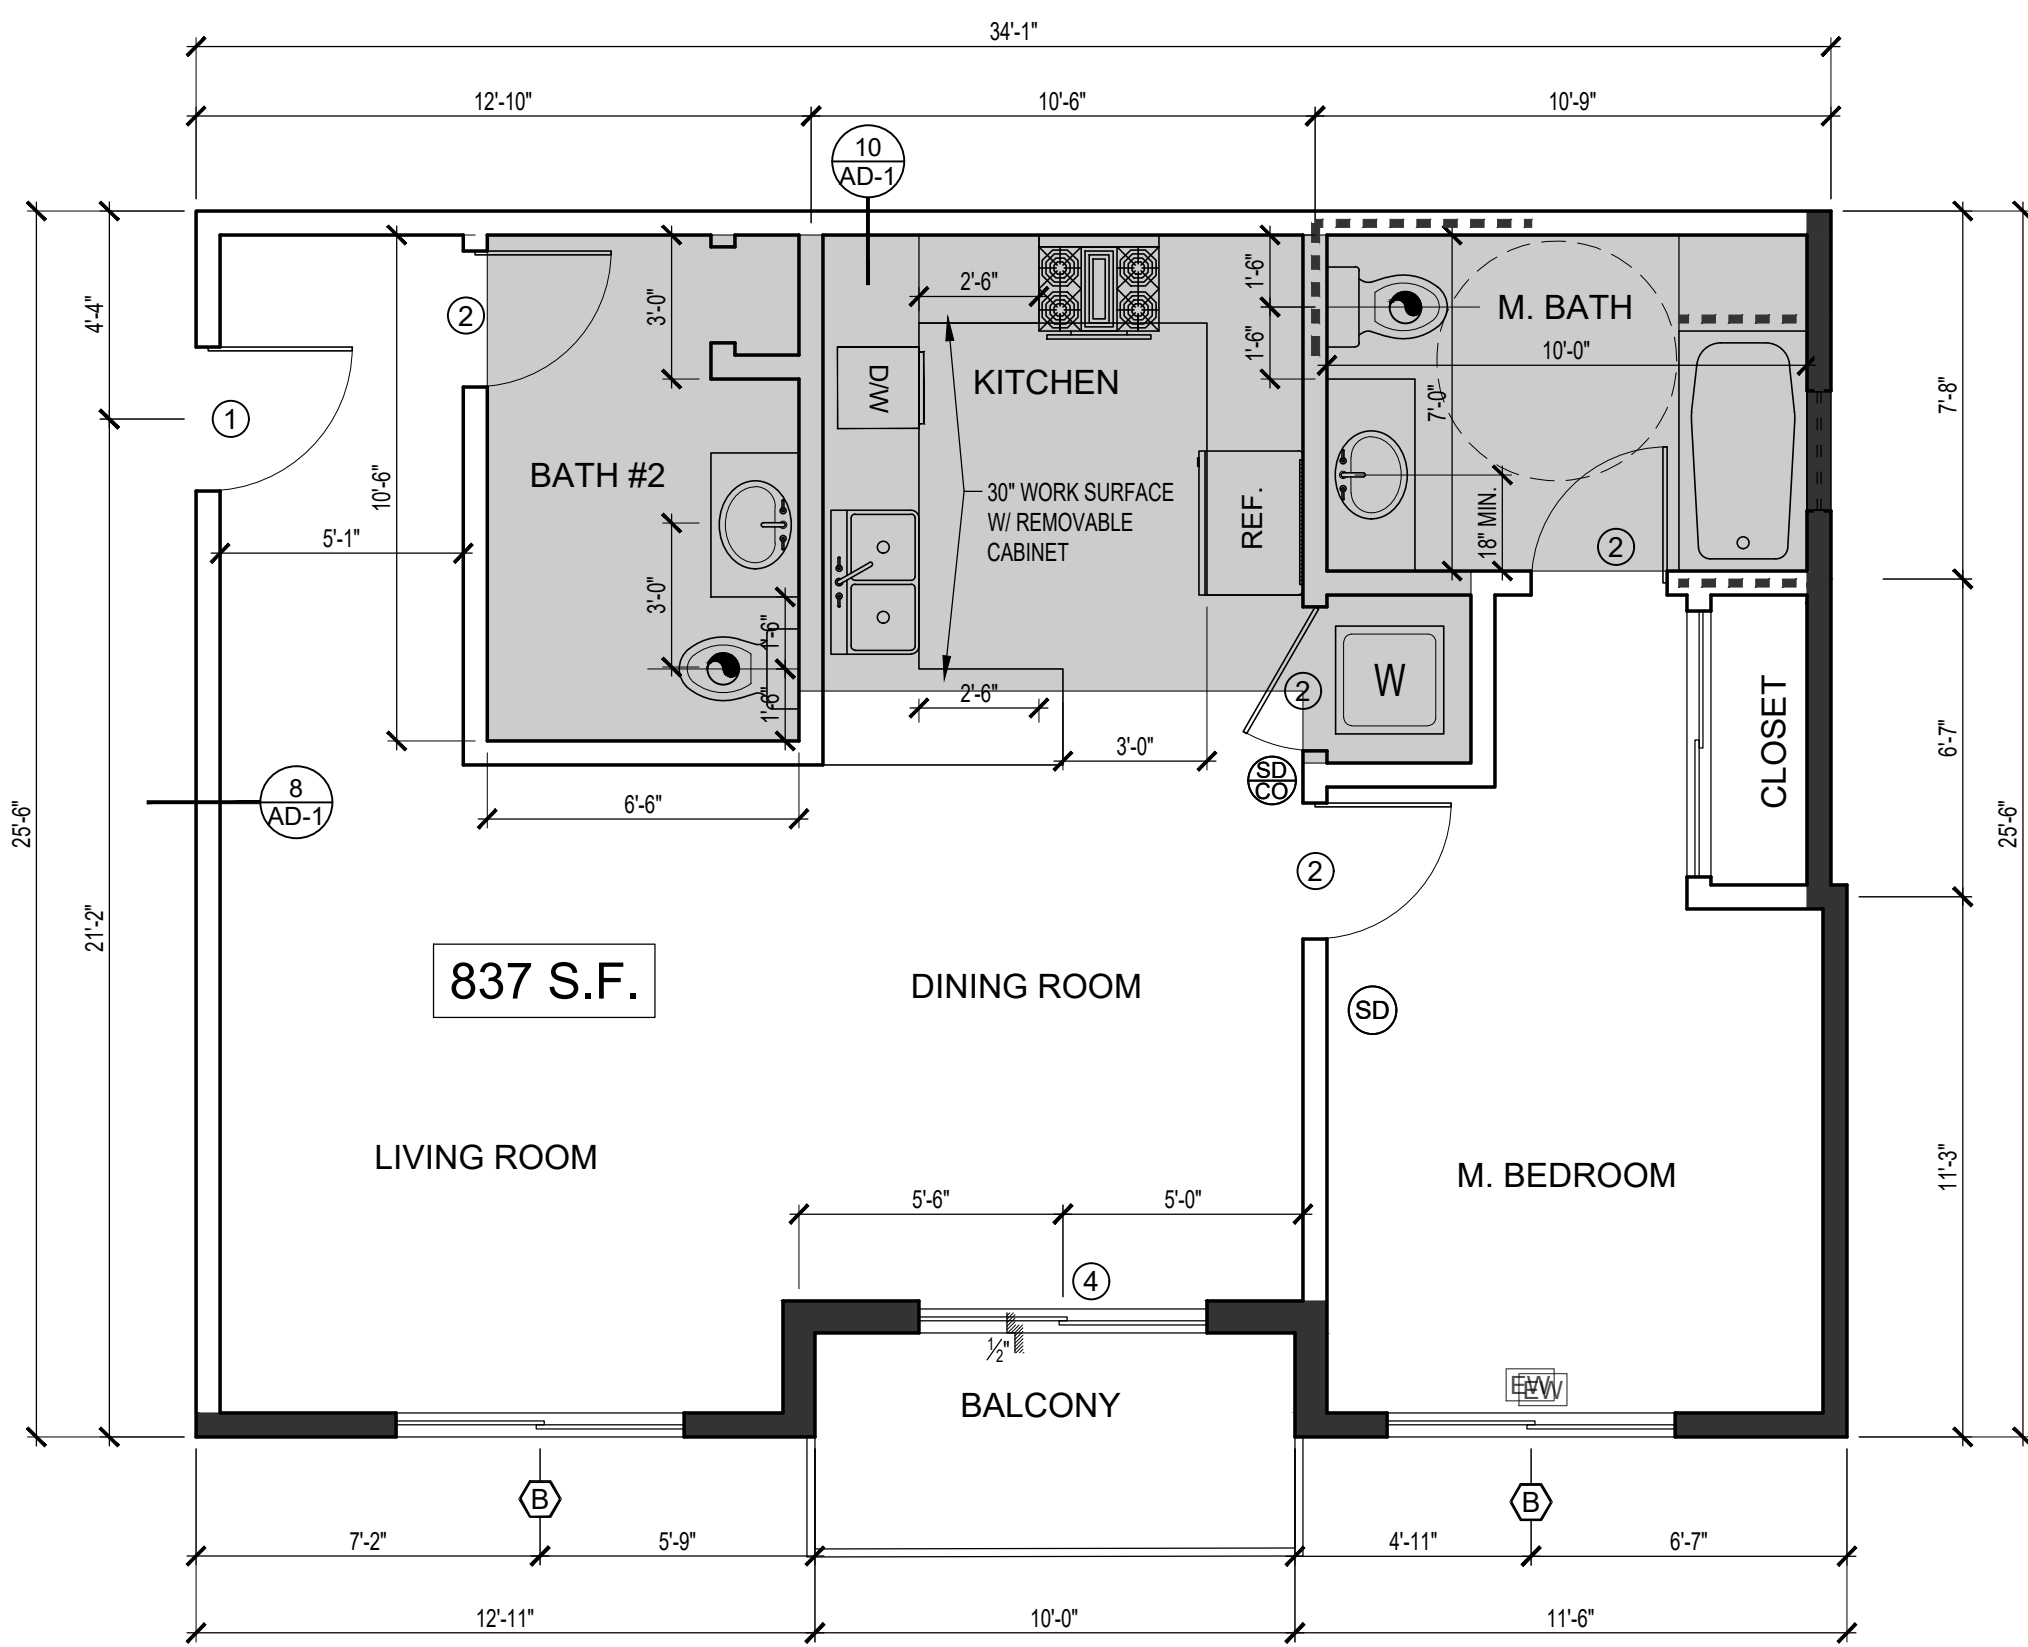 34'-1"
12'-10"
10'-6"
10'-9"
10
AD-1
4'-4"
21'-2"
25'-6"
1
2
3'-0"
10'-6"
5'-1"
BATH #2
3'-0"
1'-6"
1'-6"
6'-6"
8
AD-1
2'-6"
D/W
KITCHEN
30" WORK SURFACE
W/ REMOVABLE
CABINET
REF.
2'-6"
3'-0"
1'-6"
1'-6"
M. BATH
10'-0"
7'-0"
18" MIN.
2
2
W
SD
CO
2
CLOSET
7'-8"
6'-7"
11'-3"
25'-6"
837 S.F.
DINING ROOM
SD
LIVING ROOM
M. BEDROOM
5'-6"
5'-0"
4
1/2"
BALCONY
EW
EW
B
B
7'-2"
5'-9"
4'-11"
6'-7"
12'-11"
10'-0"
11'-6"